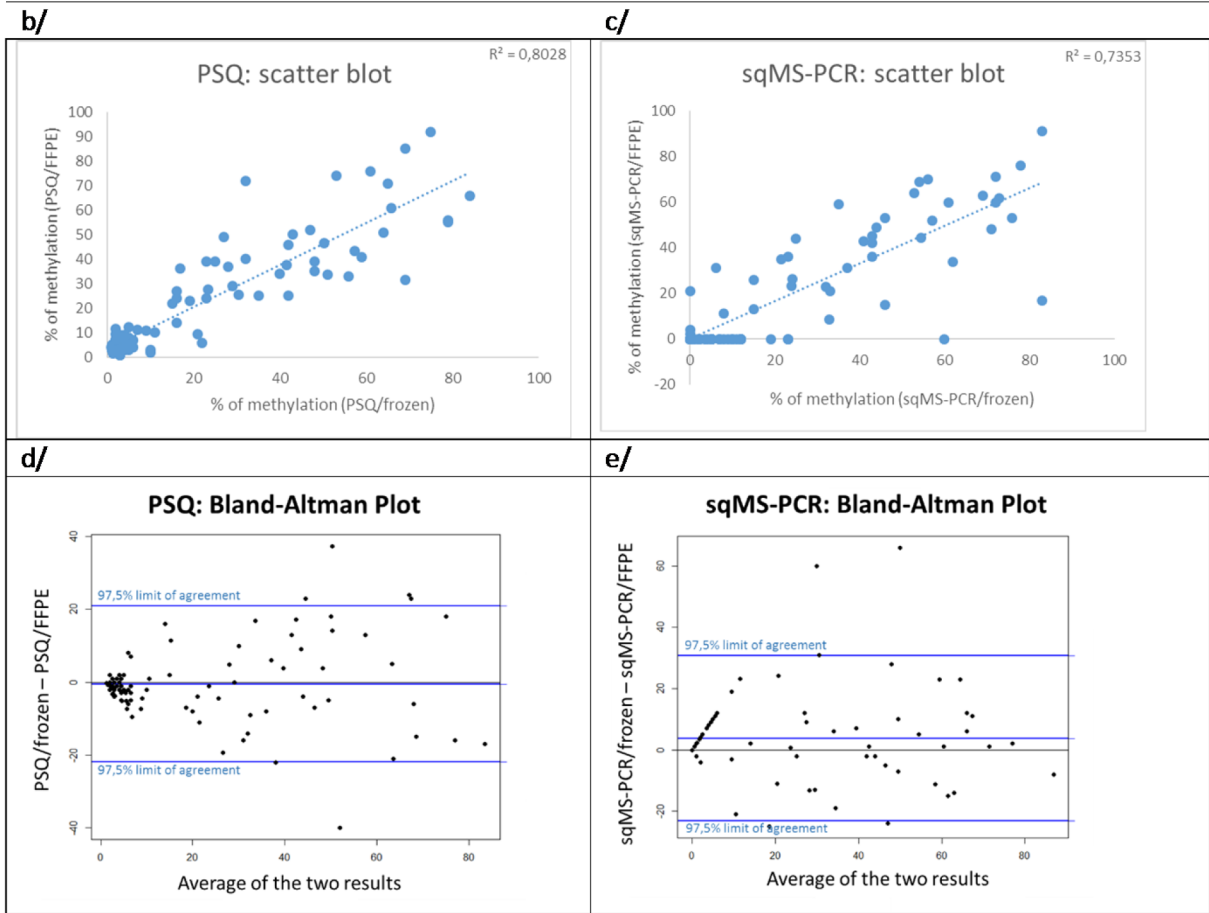 b/
PSQ: scatter blot
R² = 0,8028
% of methylation (PSQ/FFPE)
100
90
80
70
60
50
40
30
20
10
0
0 20 40 60 80 100
% of methylation (PSQ/frozen)
c/
sqMS-PCR: scatter blot
R² = 0,7353
% of methylation (sqMS-PCR/FFPE)
100
80
60
40
20
0
-20
0 20 40 60 80 100
% of methylation (sqMS-PCR/frozen)
d/
PSQ: Bland-Altman Plot
PSQ/frozen – PSQ/FFPE
40
20
0
20
40
97,5% limit of agreement
97,5% limit of agreement
0 20 40 60 80
Average of the two results
e/
sqMS-PCR: Bland-Altman Plot
sqMS-PCR/frozen – sqMS-PCR/FFPE
60
40
20
0
-20
97,5% limit of agreement
97,5% limit of agreement
0 20 40 60 80
Average of the two results